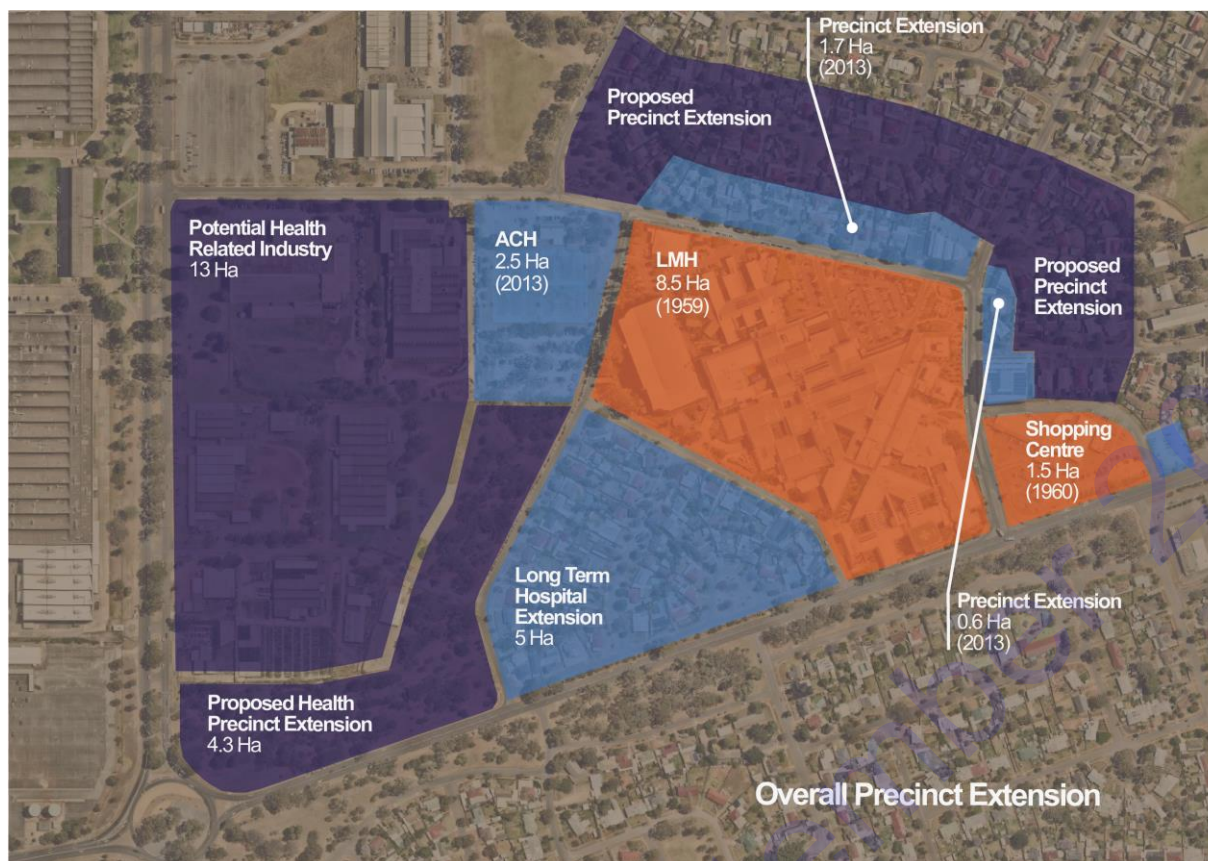 Precinct Extension
1.7 Ha
(2013)
Proposed
Precinct Extension
Potential Health
Related Industry
13 Ha
ACH
2.5 Ha
(2013)
LMH
8.5 Ha
(1959)
Proposed
Precinct
Extension
Shopping
Centre
1.5 Ha
(1960)
Long Term
Hospital
Extension
5 Ha
Precinct Extension
0.6 Ha
(2013)
Proposed Health
Precinct Extension
4.3 Ha
Overall Precinct Extension